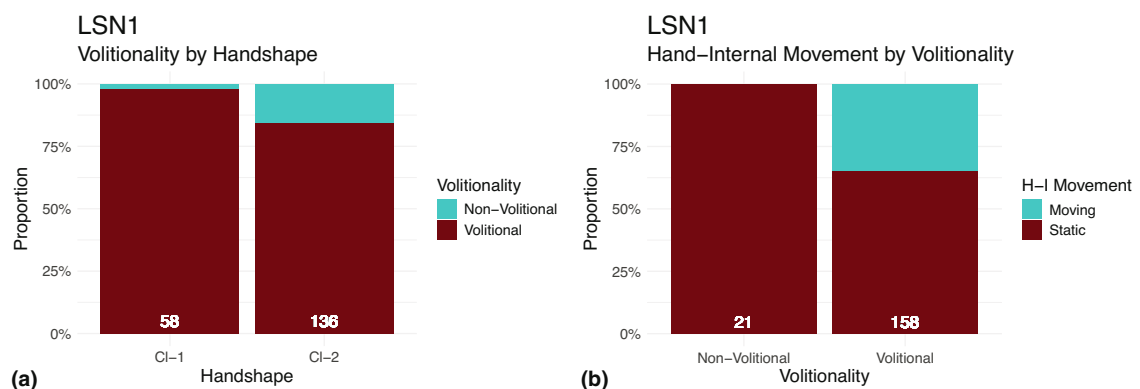 LSN1
Volitionality by Handshape
100%
75%
50%
25%
0%
Proportion
58
136
Cl−1
Cl−2
Handshape
Volitionality
Non−Volitional
Volitional
(a)
LSN1
Hand−Internal Movement by Volitionality
100%
75%
50%
25%
0%
Proportion
21
158
Non−Volitional
Volitional
Volitionality
H−I Movement
Moving
Static
(b)